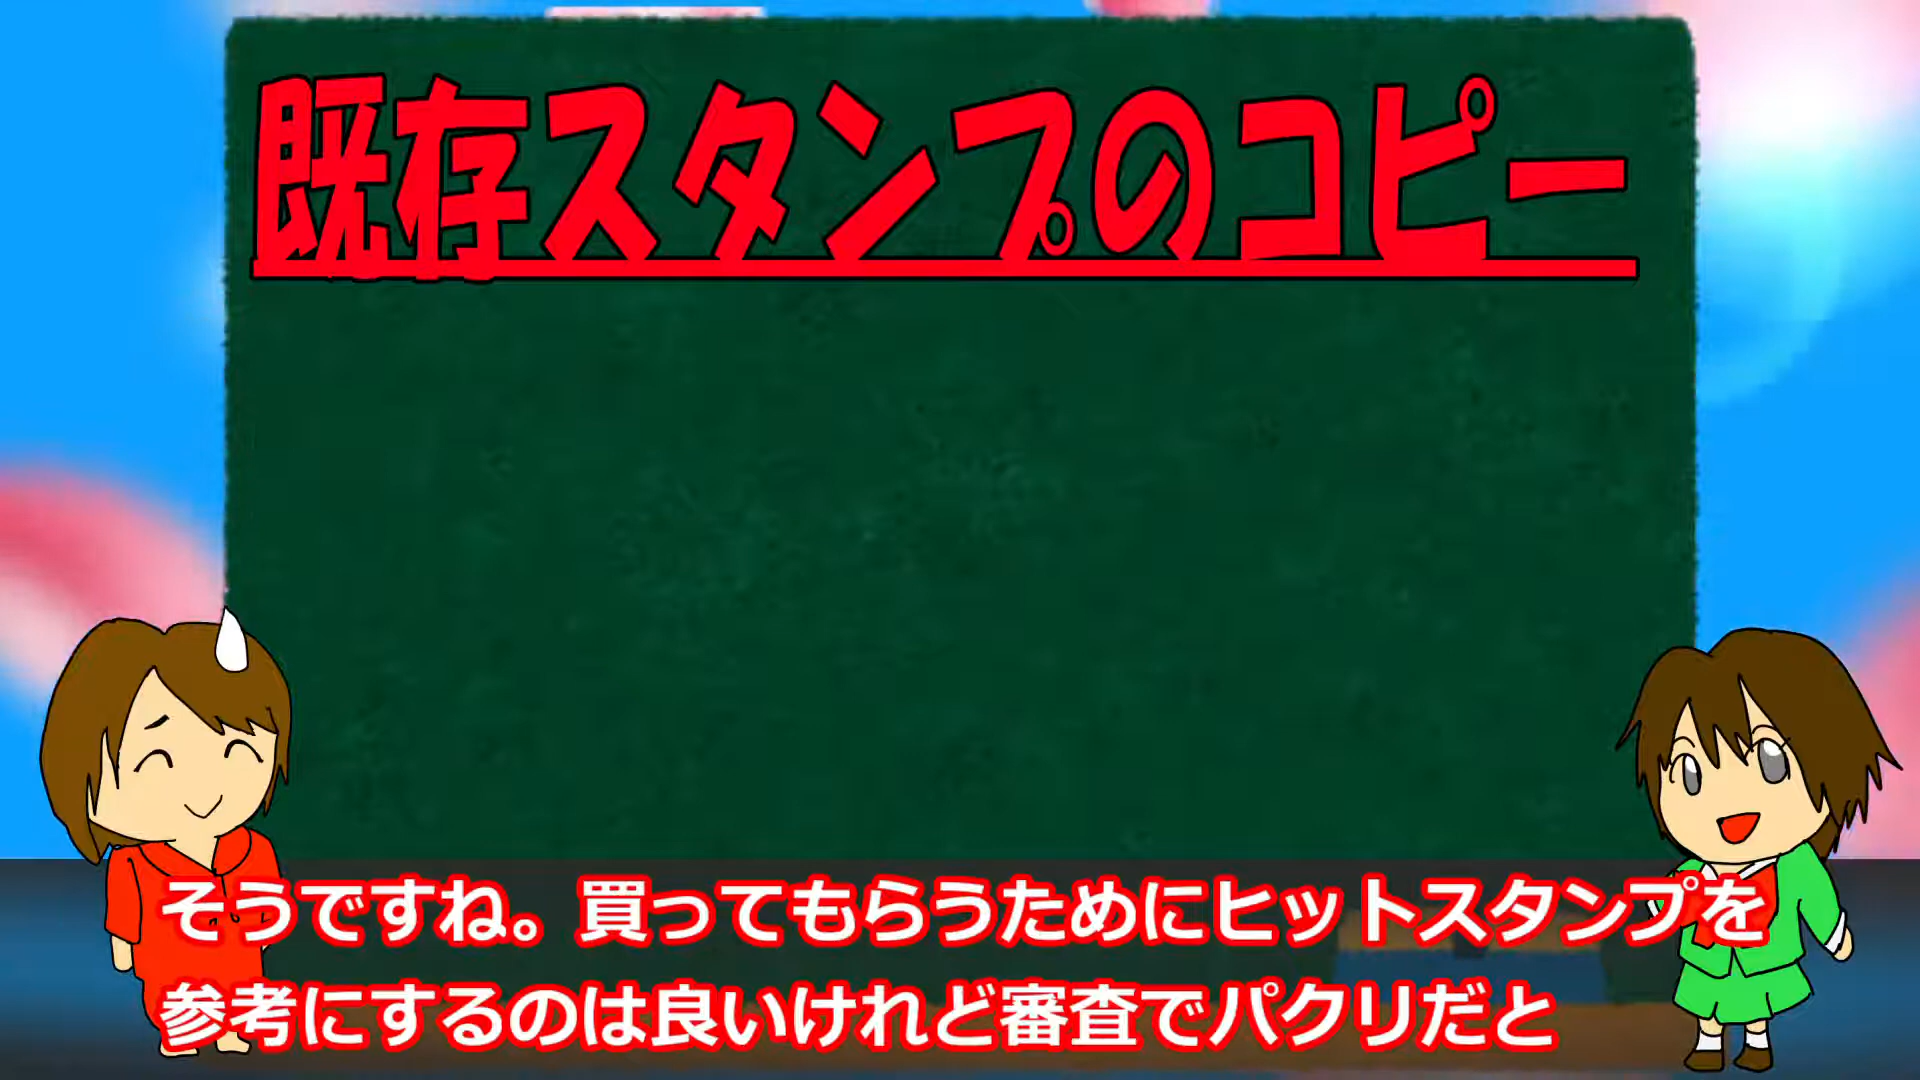 既存スタンプのコピー
そうですね。買ってもらうためにヒットスタンプを
参考にするのは良いけれど審査でパクリだと